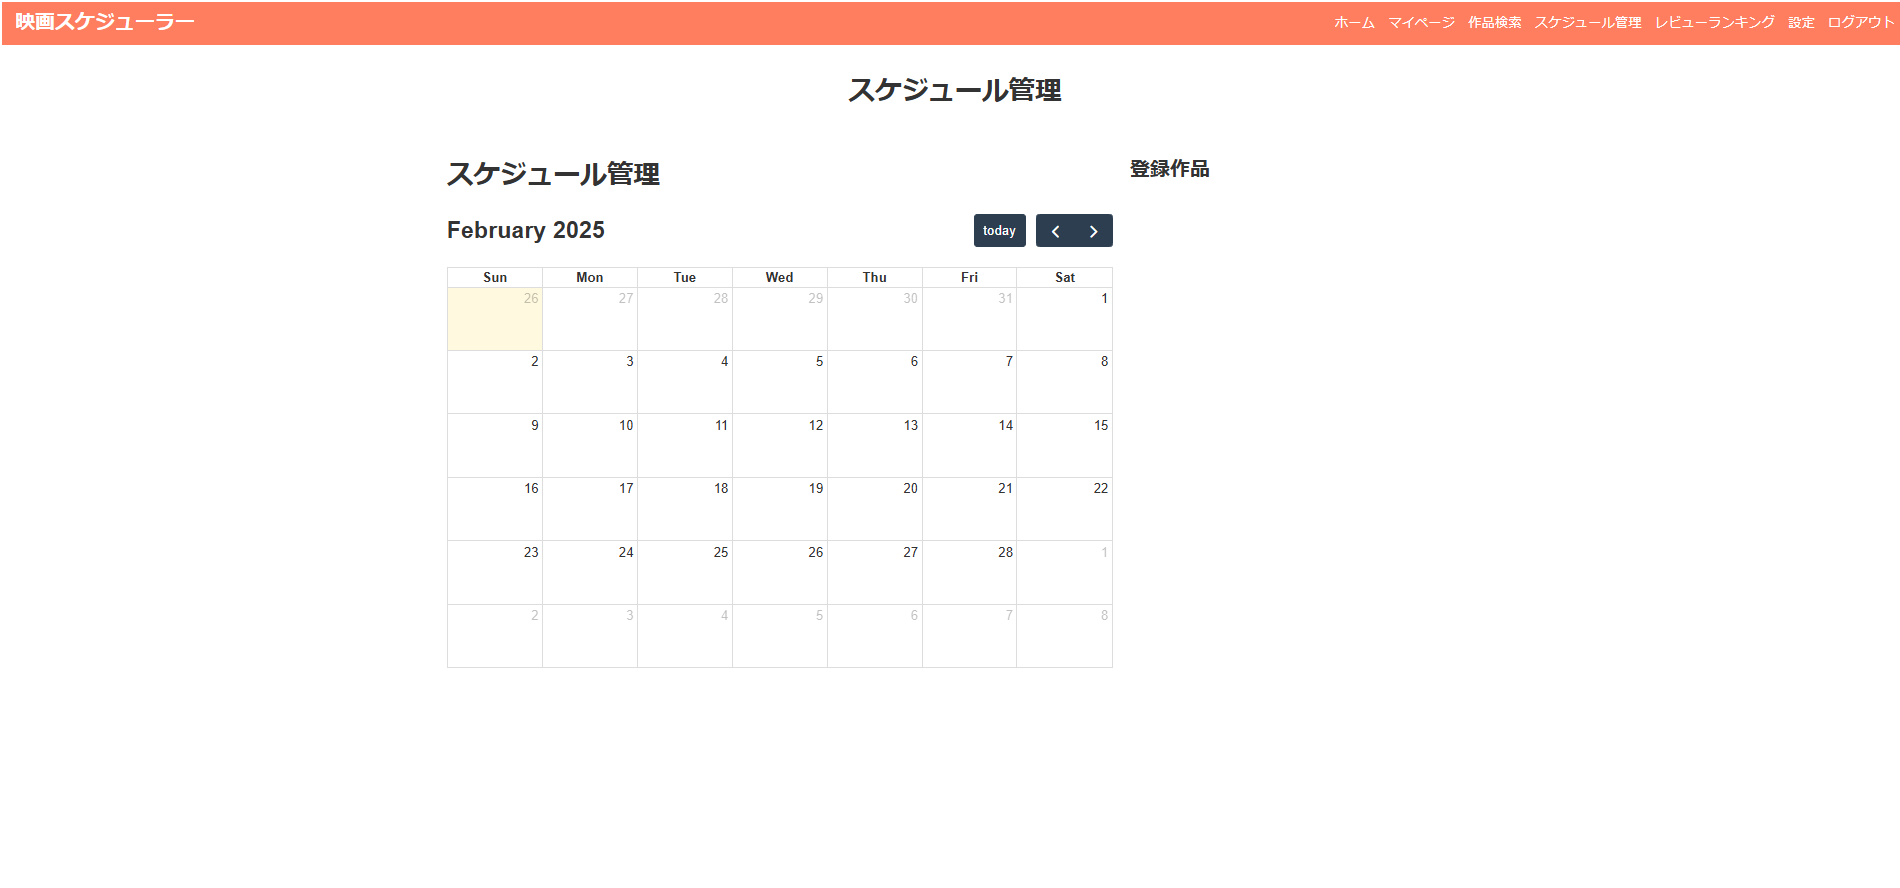 映画スケジューラー
ホーム マイページ 作品検索 スケジュール管理 レビューランキング 設定 ログアウト
スケジュール管理
スケジュール管理
登録作品
February 2025
today
Sun Mon Tue Wed Thu Fri Sat
26 27 28 29 30 31 1
2 3 4 5 6 7 8
9 10 11 12 13 14 15
16 17 18 19 20 21 22
23 24 25 26 27 28 1
2 3 4 5 6 7 8